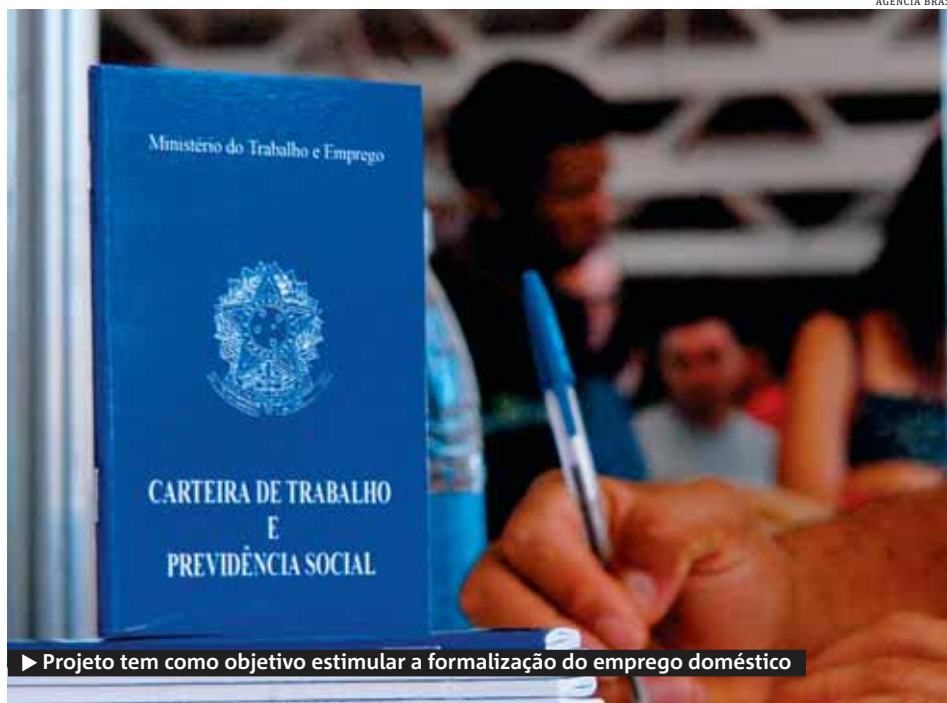 AGÊNCIA BRAS
Ministério do Trabalho e Emprego
CARTEIRA DE TRABALHO
E
PREVIDÊNCIA SOCIAL
▶ Projeto tem como objetivo estimular a formalização do emprego doméstico